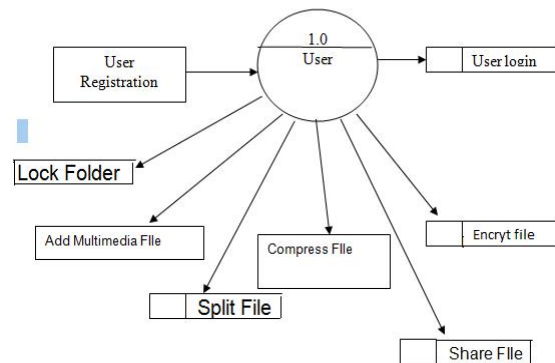 1.0
User
User
Registration
User login
Lock Folder
Add Multimedia FIle
Compress FIle
Encryt file
Split File
Share FIle